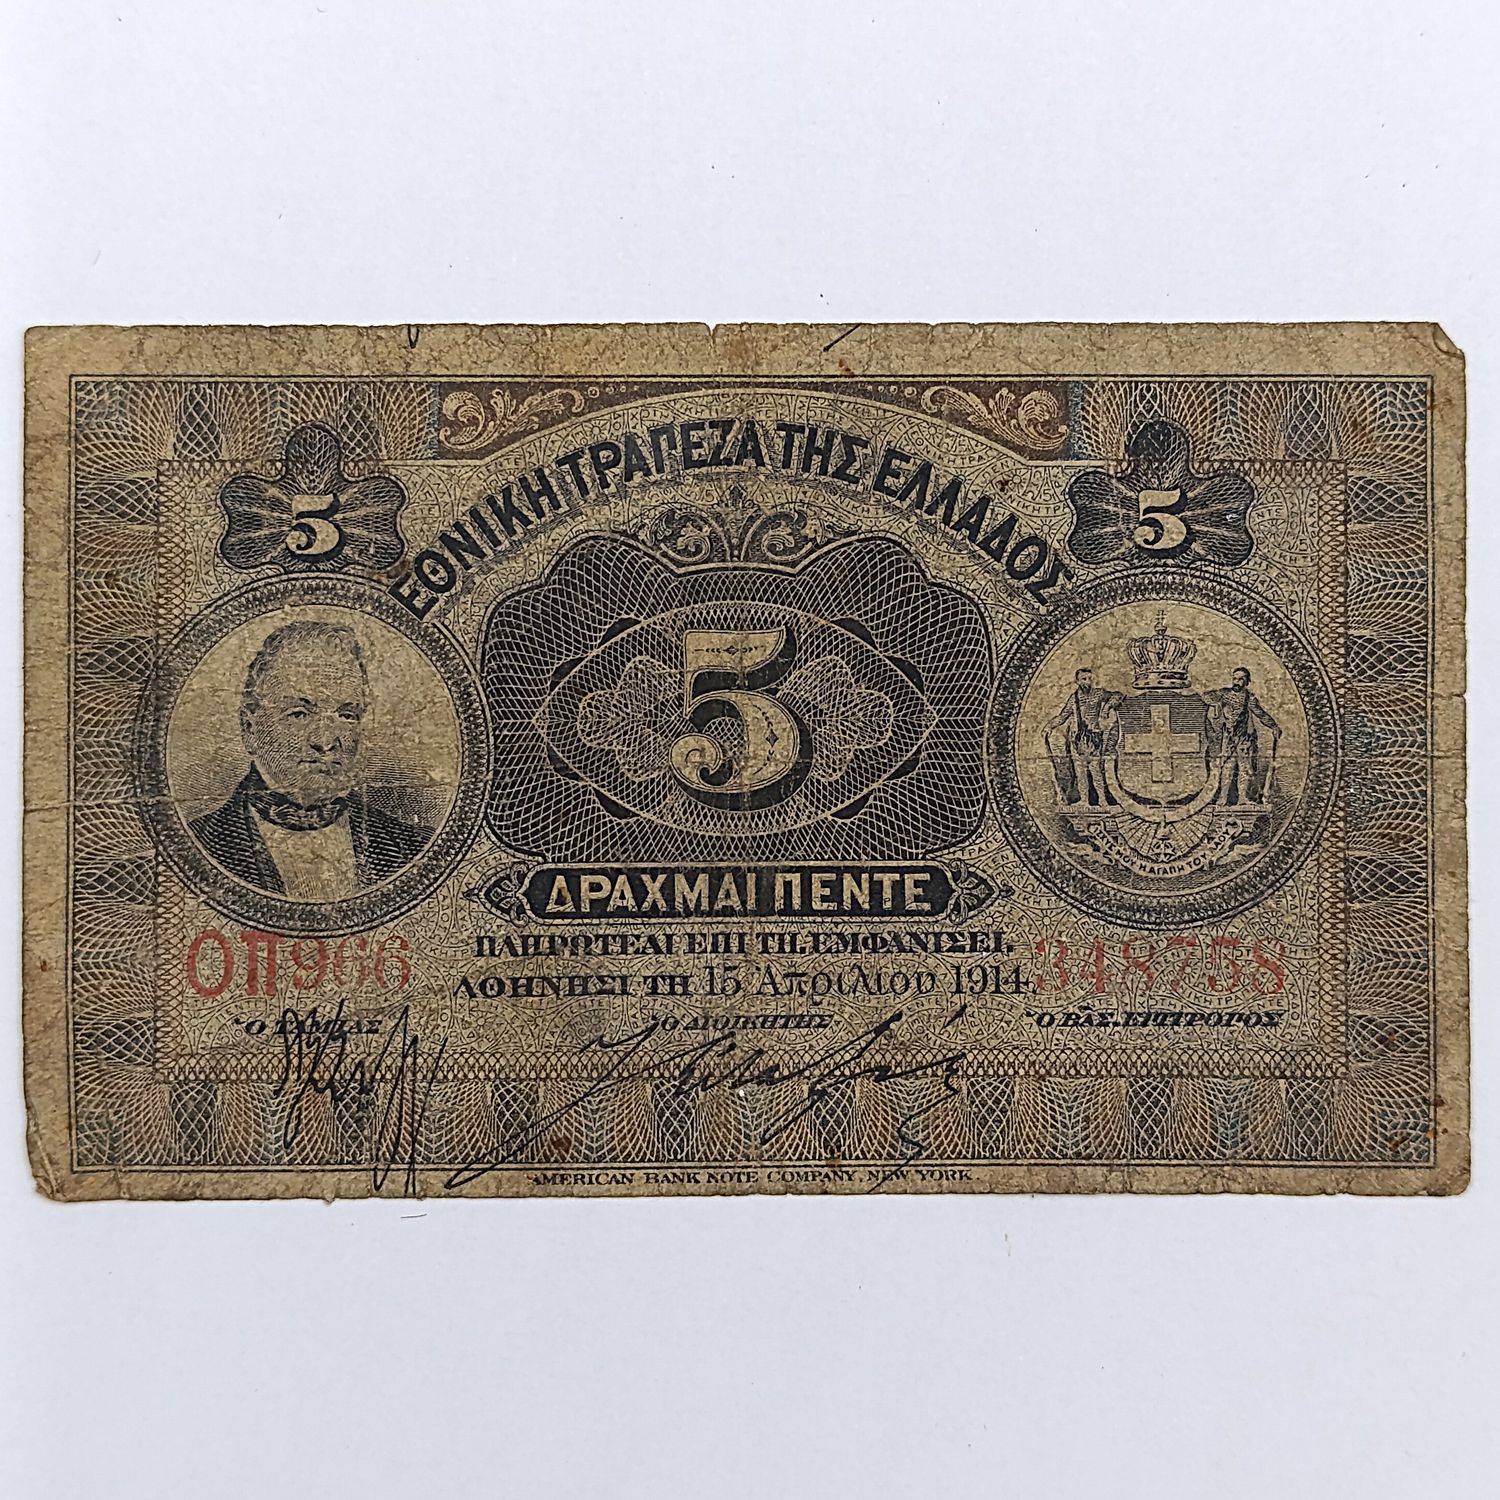 ΕΘΝΙΚΗ ΤΡΑΠΕΖΑ ΤΗΣ ΕΛΛΑΔΟΣ
5 5
5
ΔΡΑΧΜΑΙ ΠΕΝΤΕ
ΟΠ966 ΠΛΗΡΩΤΕΑΙ ΕΠΙ ΤΗ ΕΜΦΑΝΙΣΕΙ. 348758
ΑΘΗΝΗΣΙ ΤΗ 15 Ἀπριλίου 1914
Ὁ ΤΑΜΙΑΣ Ὁ ΔΙΟΙΚΗΤΗΣ Ὁ ΒΑΣ. ΕΠΙΤΡΟΠΟΣ
AMERICAN BANK NOTE COMPANY, NEW YORK.